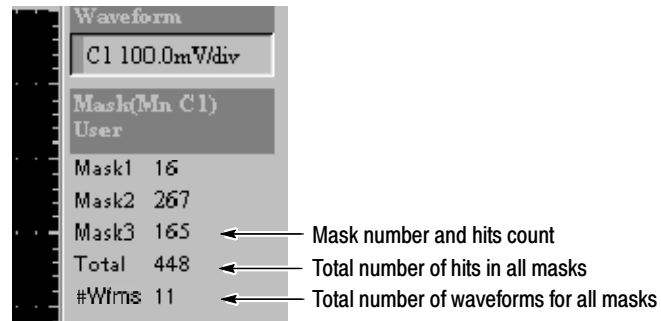 Waveform
C1 100.0mV/div
Mask(Mn C1)
User
Mask1 16
Mask2 267
Mask3 165
Mask number and hits count
Total 448
Total number of hits in all masks
#Wfms 11
Total number of waveforms for all masks